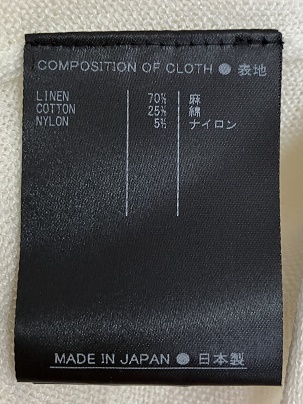 COMPOSITION OF CLOTH ● 表地
LINEN 70% 麻
COTTON 25% 綿
NYLON 5% ナイロン
MADE IN JAPAN ● 日本製